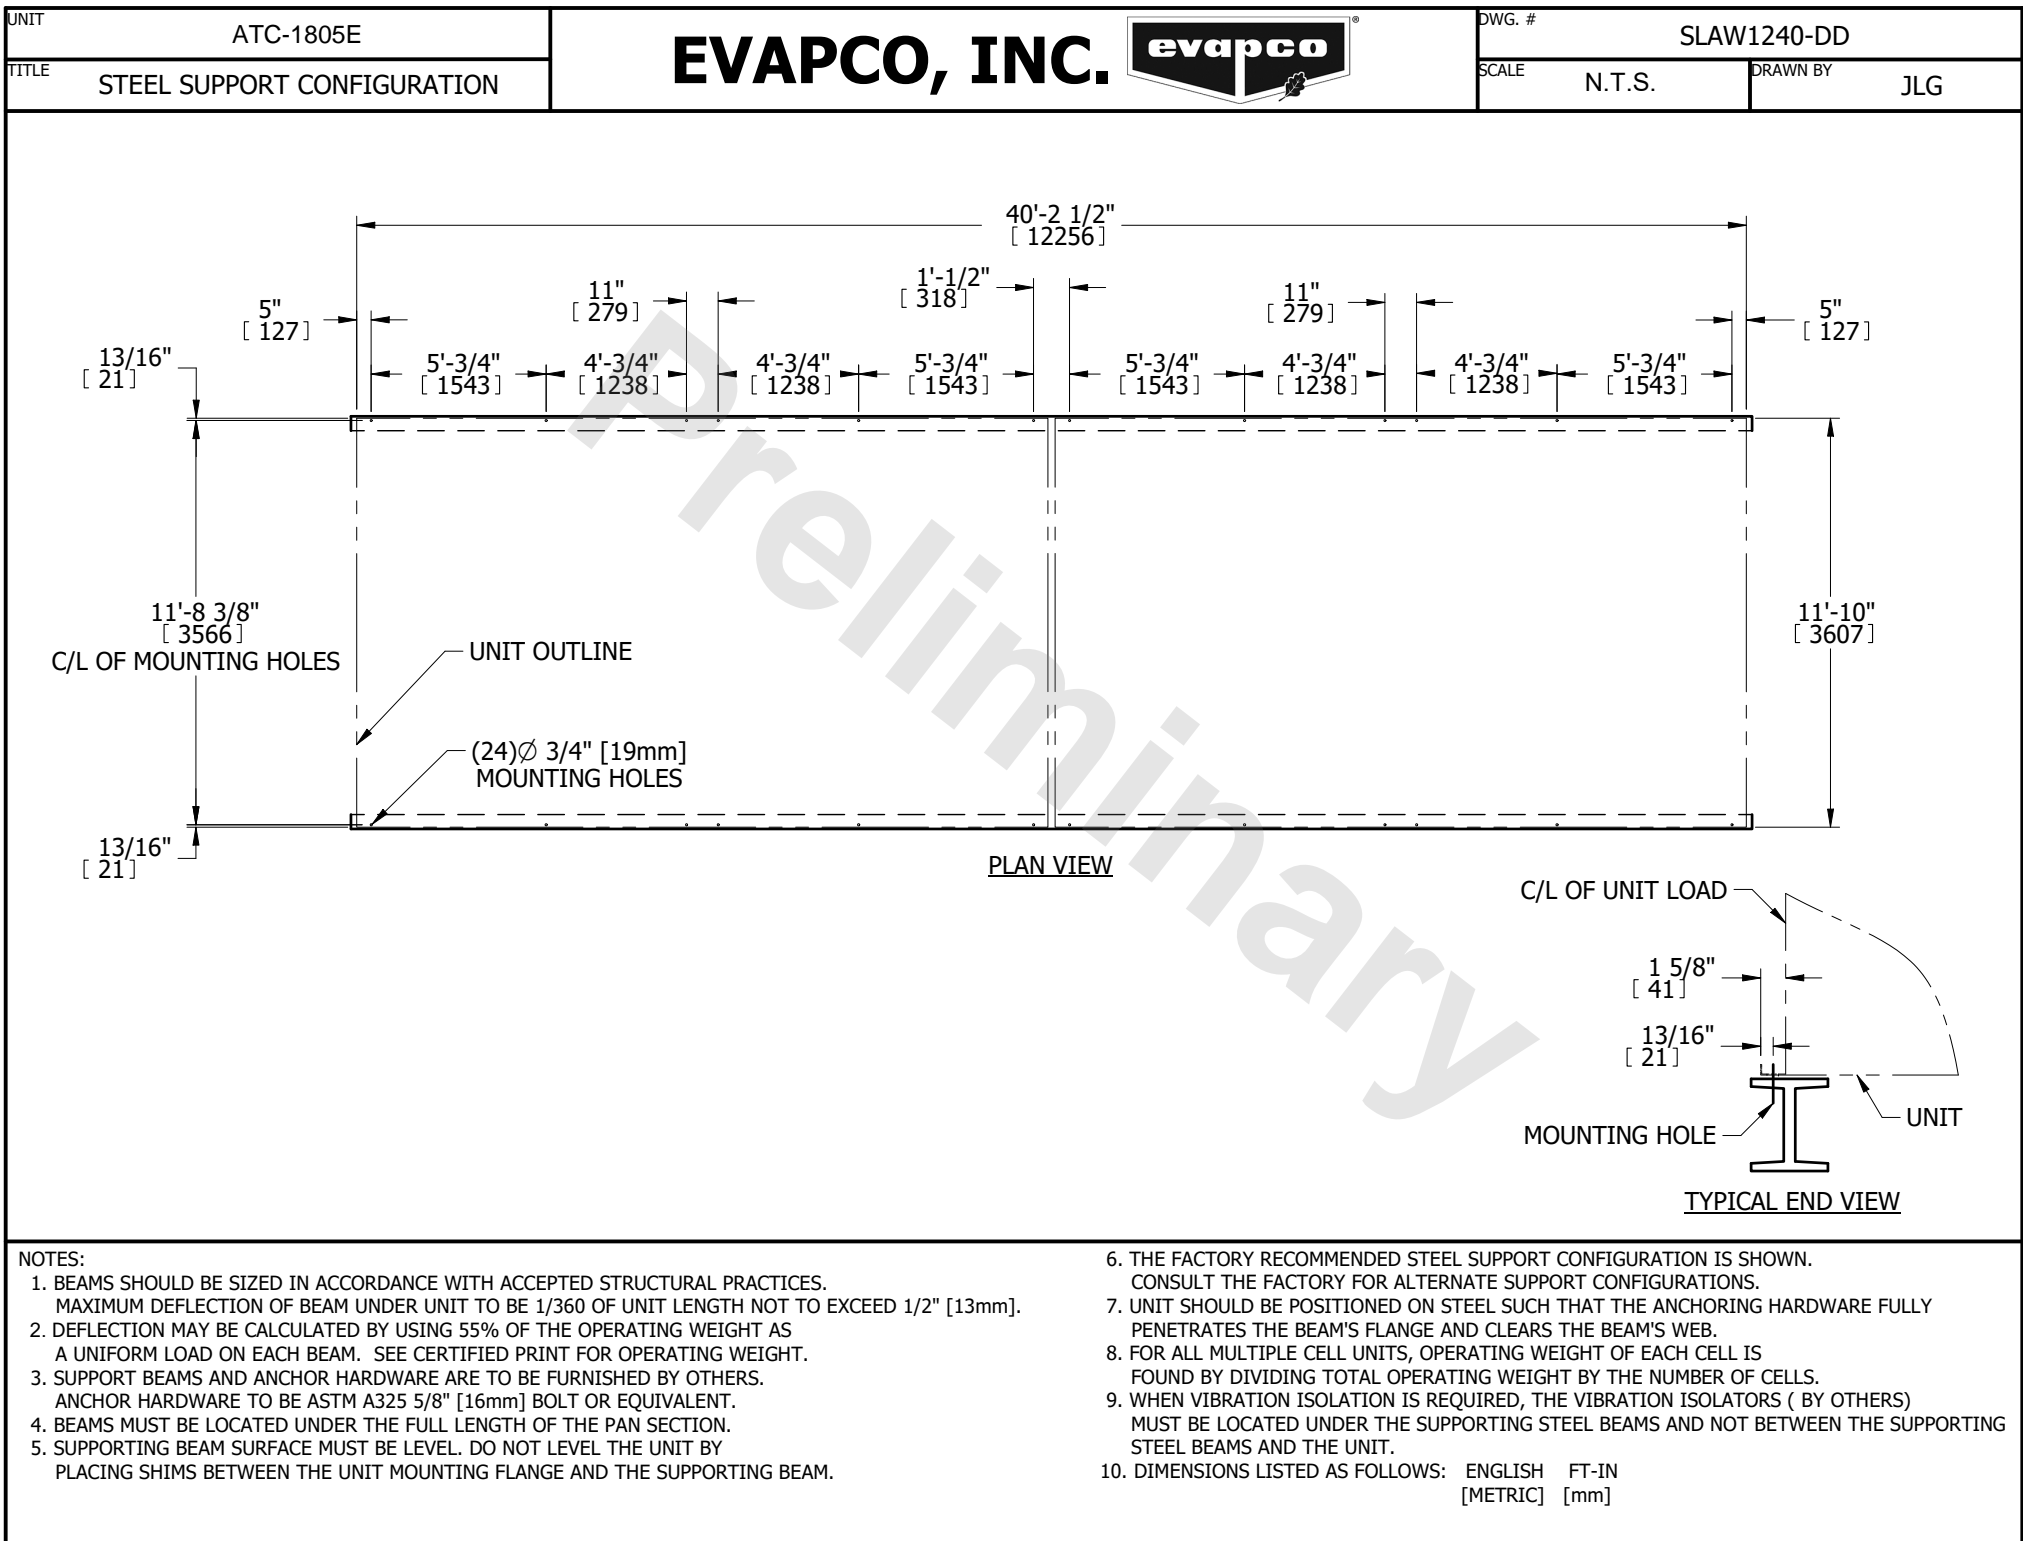 UNIT
ATC-1805E
TITLE
STEEL SUPPORT CONFIGURATION
EVAPCO, INC.
evapco
®
DWG. #
SLAW1240-DD
SCALE
N.T.S.
DRAWN BY
JLG
40'-2 1/2"
[ 12256]
5"
[ 127]
11"
[ 279]
1'-1/2"
[ 318]
11"
[ 279]
5"
[ 127]
13/16"
[ 21]
5'-3/4"
[ 1543]
4'-3/4"
[ 1238]
4'-3/4"
[ 1238]
5'-3/4"
[ 1543]
5'-3/4"
[ 1543]
4'-3/4"
[ 1238]
4'-3/4"
[ 1238]
5'-3/4"
[ 1543]
11'-8 3/8"
[ 3566]
C/L OF MOUNTING HOLES
UNIT OUTLINE
11'-10"
[ 3607]
(24)∅ 3/4" [19mm]
MOUNTING HOLES
13/16"
[ 21]
PLAN VIEW
Preliminary
C/L OF UNIT LOAD
1 5/8"
[ 41]
13/16"
[ 21]
MOUNTING HOLE
UNIT
TYPICAL END VIEW
NOTES:
1. BEAMS SHOULD BE SIZED IN ACCORDANCE WITH ACCEPTED STRUCTURAL PRACTICES.
MAXIMUM DEFLECTION OF BEAM UNDER UNIT TO BE 1/360 OF UNIT LENGTH NOT TO EXCEED 1/2" [13mm].
2. DEFLECTION MAY BE CALCULATED BY USING 55% OF THE OPERATING WEIGHT AS
A UNIFORM LOAD ON EACH BEAM. SEE CERTIFIED PRINT FOR OPERATING WEIGHT.
3. SUPPORT BEAMS AND ANCHOR HARDWARE ARE TO BE FURNISHED BY OTHERS.
ANCHOR HARDWARE TO BE ASTM A325 5/8" [16mm] BOLT OR EQUIVALENT.
4. BEAMS MUST BE LOCATED UNDER THE FULL LENGTH OF THE PAN SECTION.
5. SUPPORTING BEAM SURFACE MUST BE LEVEL. DO NOT LEVEL THE UNIT BY
PLACING SHIMS BETWEEN THE UNIT MOUNTING FLANGE AND THE SUPPORTING BEAM.
6. THE FACTORY RECOMMENDED STEEL SUPPORT CONFIGURATION IS SHOWN.
CONSULT THE FACTORY FOR ALTERNATE SUPPORT CONFIGURATIONS.
7. UNIT SHOULD BE POSITIONED ON STEEL SUCH THAT THE ANCHORING HARDWARE FULLY
PENETRATES THE BEAM'S FLANGE AND CLEARS THE BEAM'S WEB.
8. FOR ALL MULTIPLE CELL UNITS, OPERATING WEIGHT OF EACH CELL IS
FOUND BY DIVIDING TOTAL OPERATING WEIGHT BY THE NUMBER OF CELLS.
9. WHEN VIBRATION ISOLATION IS REQUIRED, THE VIBRATION ISOLATORS ( BY OTHERS)
MUST BE LOCATED UNDER THE SUPPORTING STEEL BEAMS AND NOT BETWEEN THE SUPPORTING
STEEL BEAMS AND THE UNIT.
10. DIMENSIONS LISTED AS FOLLOWS: ENGLISH FT-IN
[METRIC] [mm]